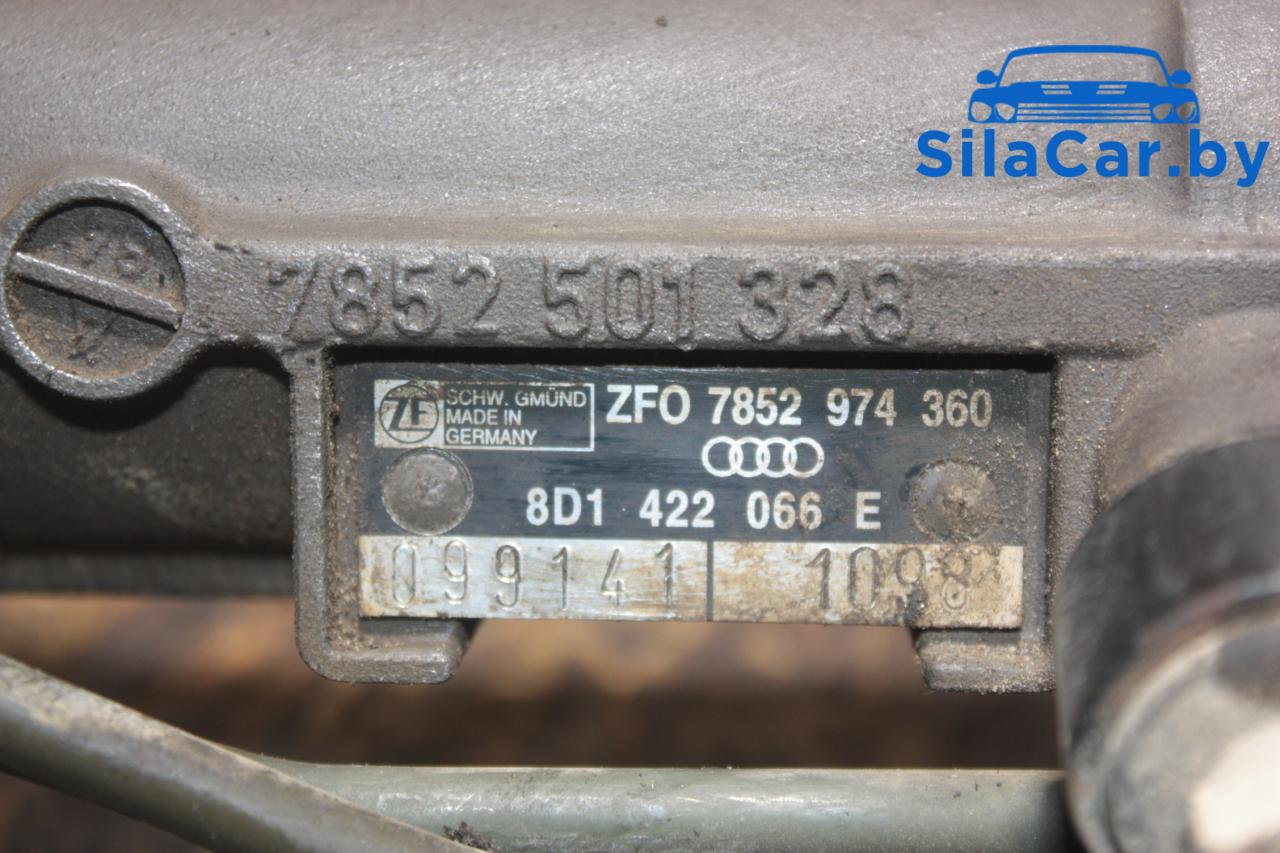 SilaCar.by
7852 501 328
ZF
SCHW. GMÜND
MADE IN
GERMANY
ZFO 7852 974 360
8D1 422 066 E
099141 1098